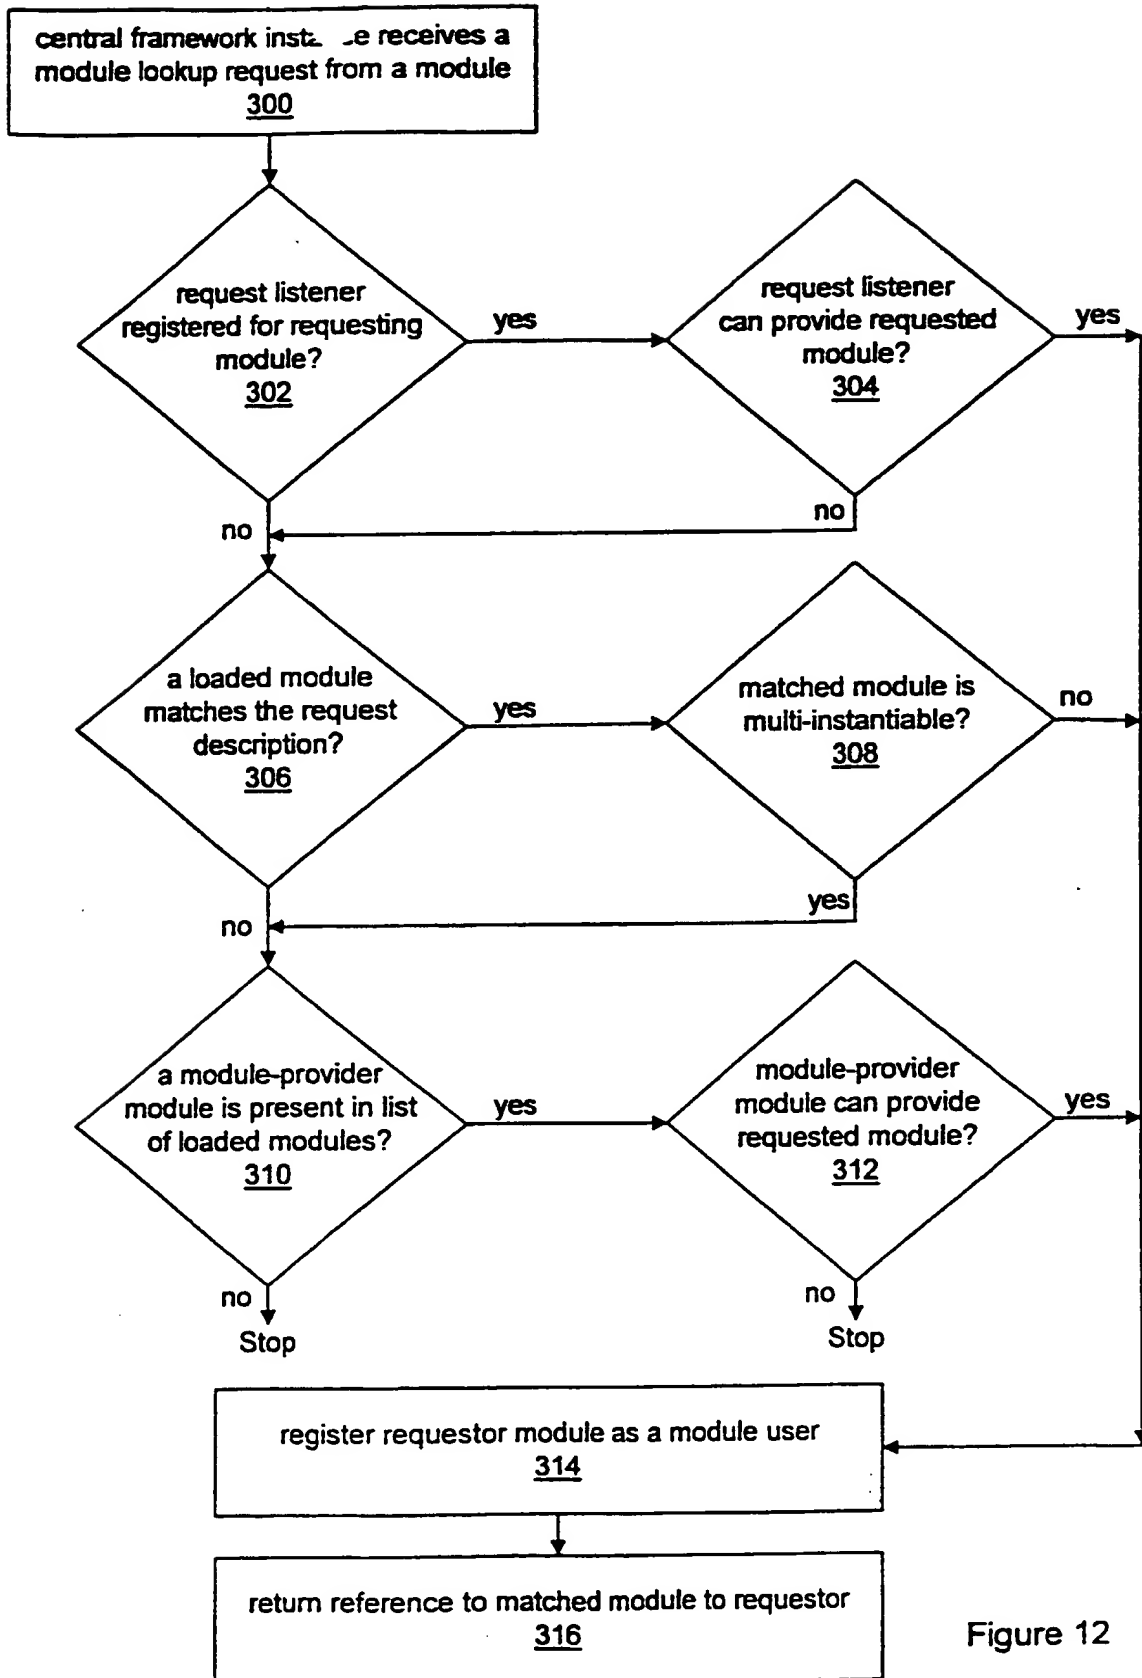 central framework receives a
module lookup request from a module
300
request listener
registered for requesting
module?
302
yes
request listener
can provide requested
module?
304
yes
no
no
a loaded module
matches the request
description?
306
yes
matched module is
multi-instantiable?
308
no
no
yes
a module-provider
module is present in list
of loaded modules?
310
yes
module-provider
module can provide
requested module?
312
yes
no
Stop
no
Stop
register requestor module as a module user
314
return reference to matched module to requestor
316
Figure 12